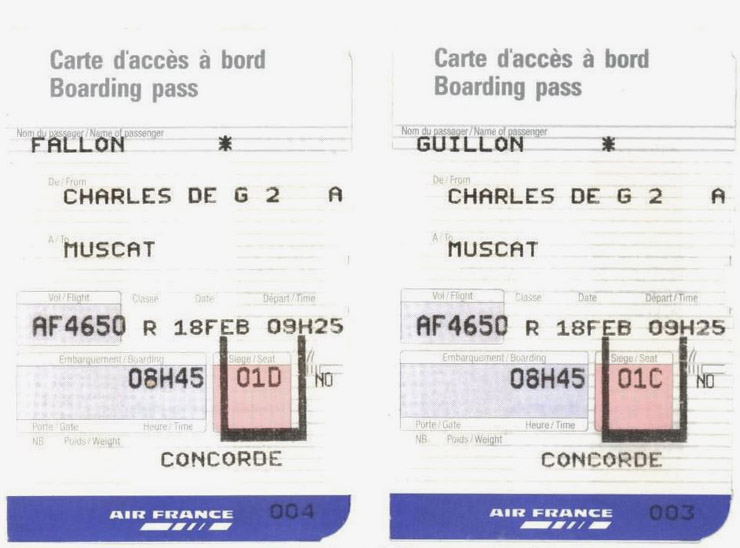 Carte d'accès à bord
Boarding pass
Nom du passager / Name of passenger
FALLON *
De / From
CHARLES DE G 2 A
A / To
MUSCAT
Vol / Flight Classe Date Départ / Time
AF4650 R 18FEB 09H25
Embarquement / Boarding Siege / Seat
08H45 01D NO
Porte / Gate Heure / Time
NB Poids / Weight
CONCORDE
AIR FRANCE 004
Carte d'accès à bord
Boarding pass
Nom du passager / Name of passenger
GUILLON *
De / From
CHARLES DE G 2 A
A / To
MUSCAT
Vol / Flight Classe Date Départ / Time
AF4650 R 18FEB 09H25
Embarquement / Boarding Siege / Seat
08H45 01C NO
Porte / Gate Heure / Time
NB Poids / Weight
CONCORDE
AIR FRANCE 003